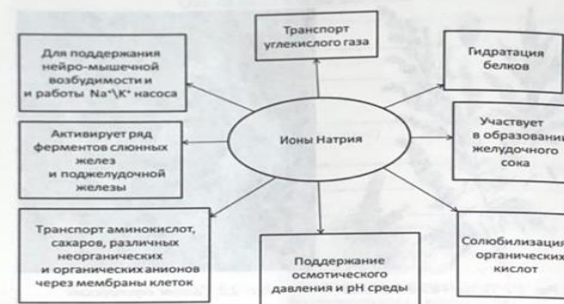 Транспорт
углекислого газа
Для поддержания
нейро-мышечной
возбудимости и
и работы Na⁺\K⁺ насоса
Гидратация
белков
Ионы Натрия
Активирует ряд
ферментов слюнных
желез
и поджелудочной
железы
Участвует
в образовании
желудочного
сока
Транспорт аминокислот,
сахаров, различных
неорганических
и органических анионов
через мембраны клеток
Поддержание
осмотического
давления и pH среды
Солюбилизация
органических
кислот